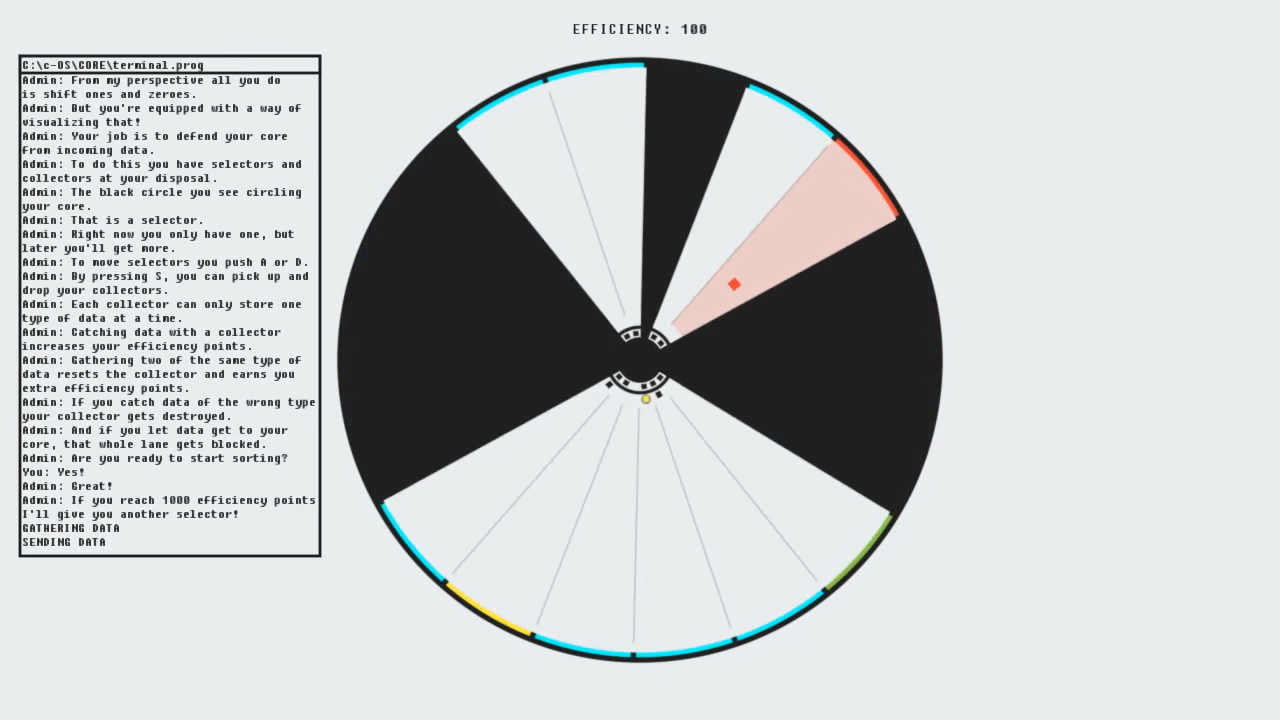 EFFICIENCY: 100
C:\c-OS\CORE\terminal.prog
Admin: From my perspective all you do
is shift ones and zeroes.
Admin: But you're equipped with a way of
visualizing that!
Admin: Your job is to defend your core
from incoming data.
Admin: To do this you have selectors and
collectors at your disposal.
Admin: The black circle you see circling
your core.
Admin: That is a selector.
Admin: Right now you only have one, but
later you'll get more.
Admin: To move selectors you push A or D.
Admin: By pressing S, you can pick up and
drop your collectors.
Admin: Each collector can only store one
type of data at a time.
Admin: Catching data with a collector
increases your efficiency points.
Admin: Gathering two of the same type of
data resets the collector and earns you
extra efficiency points.
Admin: If you catch data of the wrong type
your collector gets destroyed.
Admin: And if you let data get to your
core, that whole lane gets blocked.
Admin: Are you ready to start sorting?
You: Yes!
Admin: Great!
Admin: If you reach 1000 efficiency points
I'll give you another selector!
GATHERING DATA
SENDING DATA